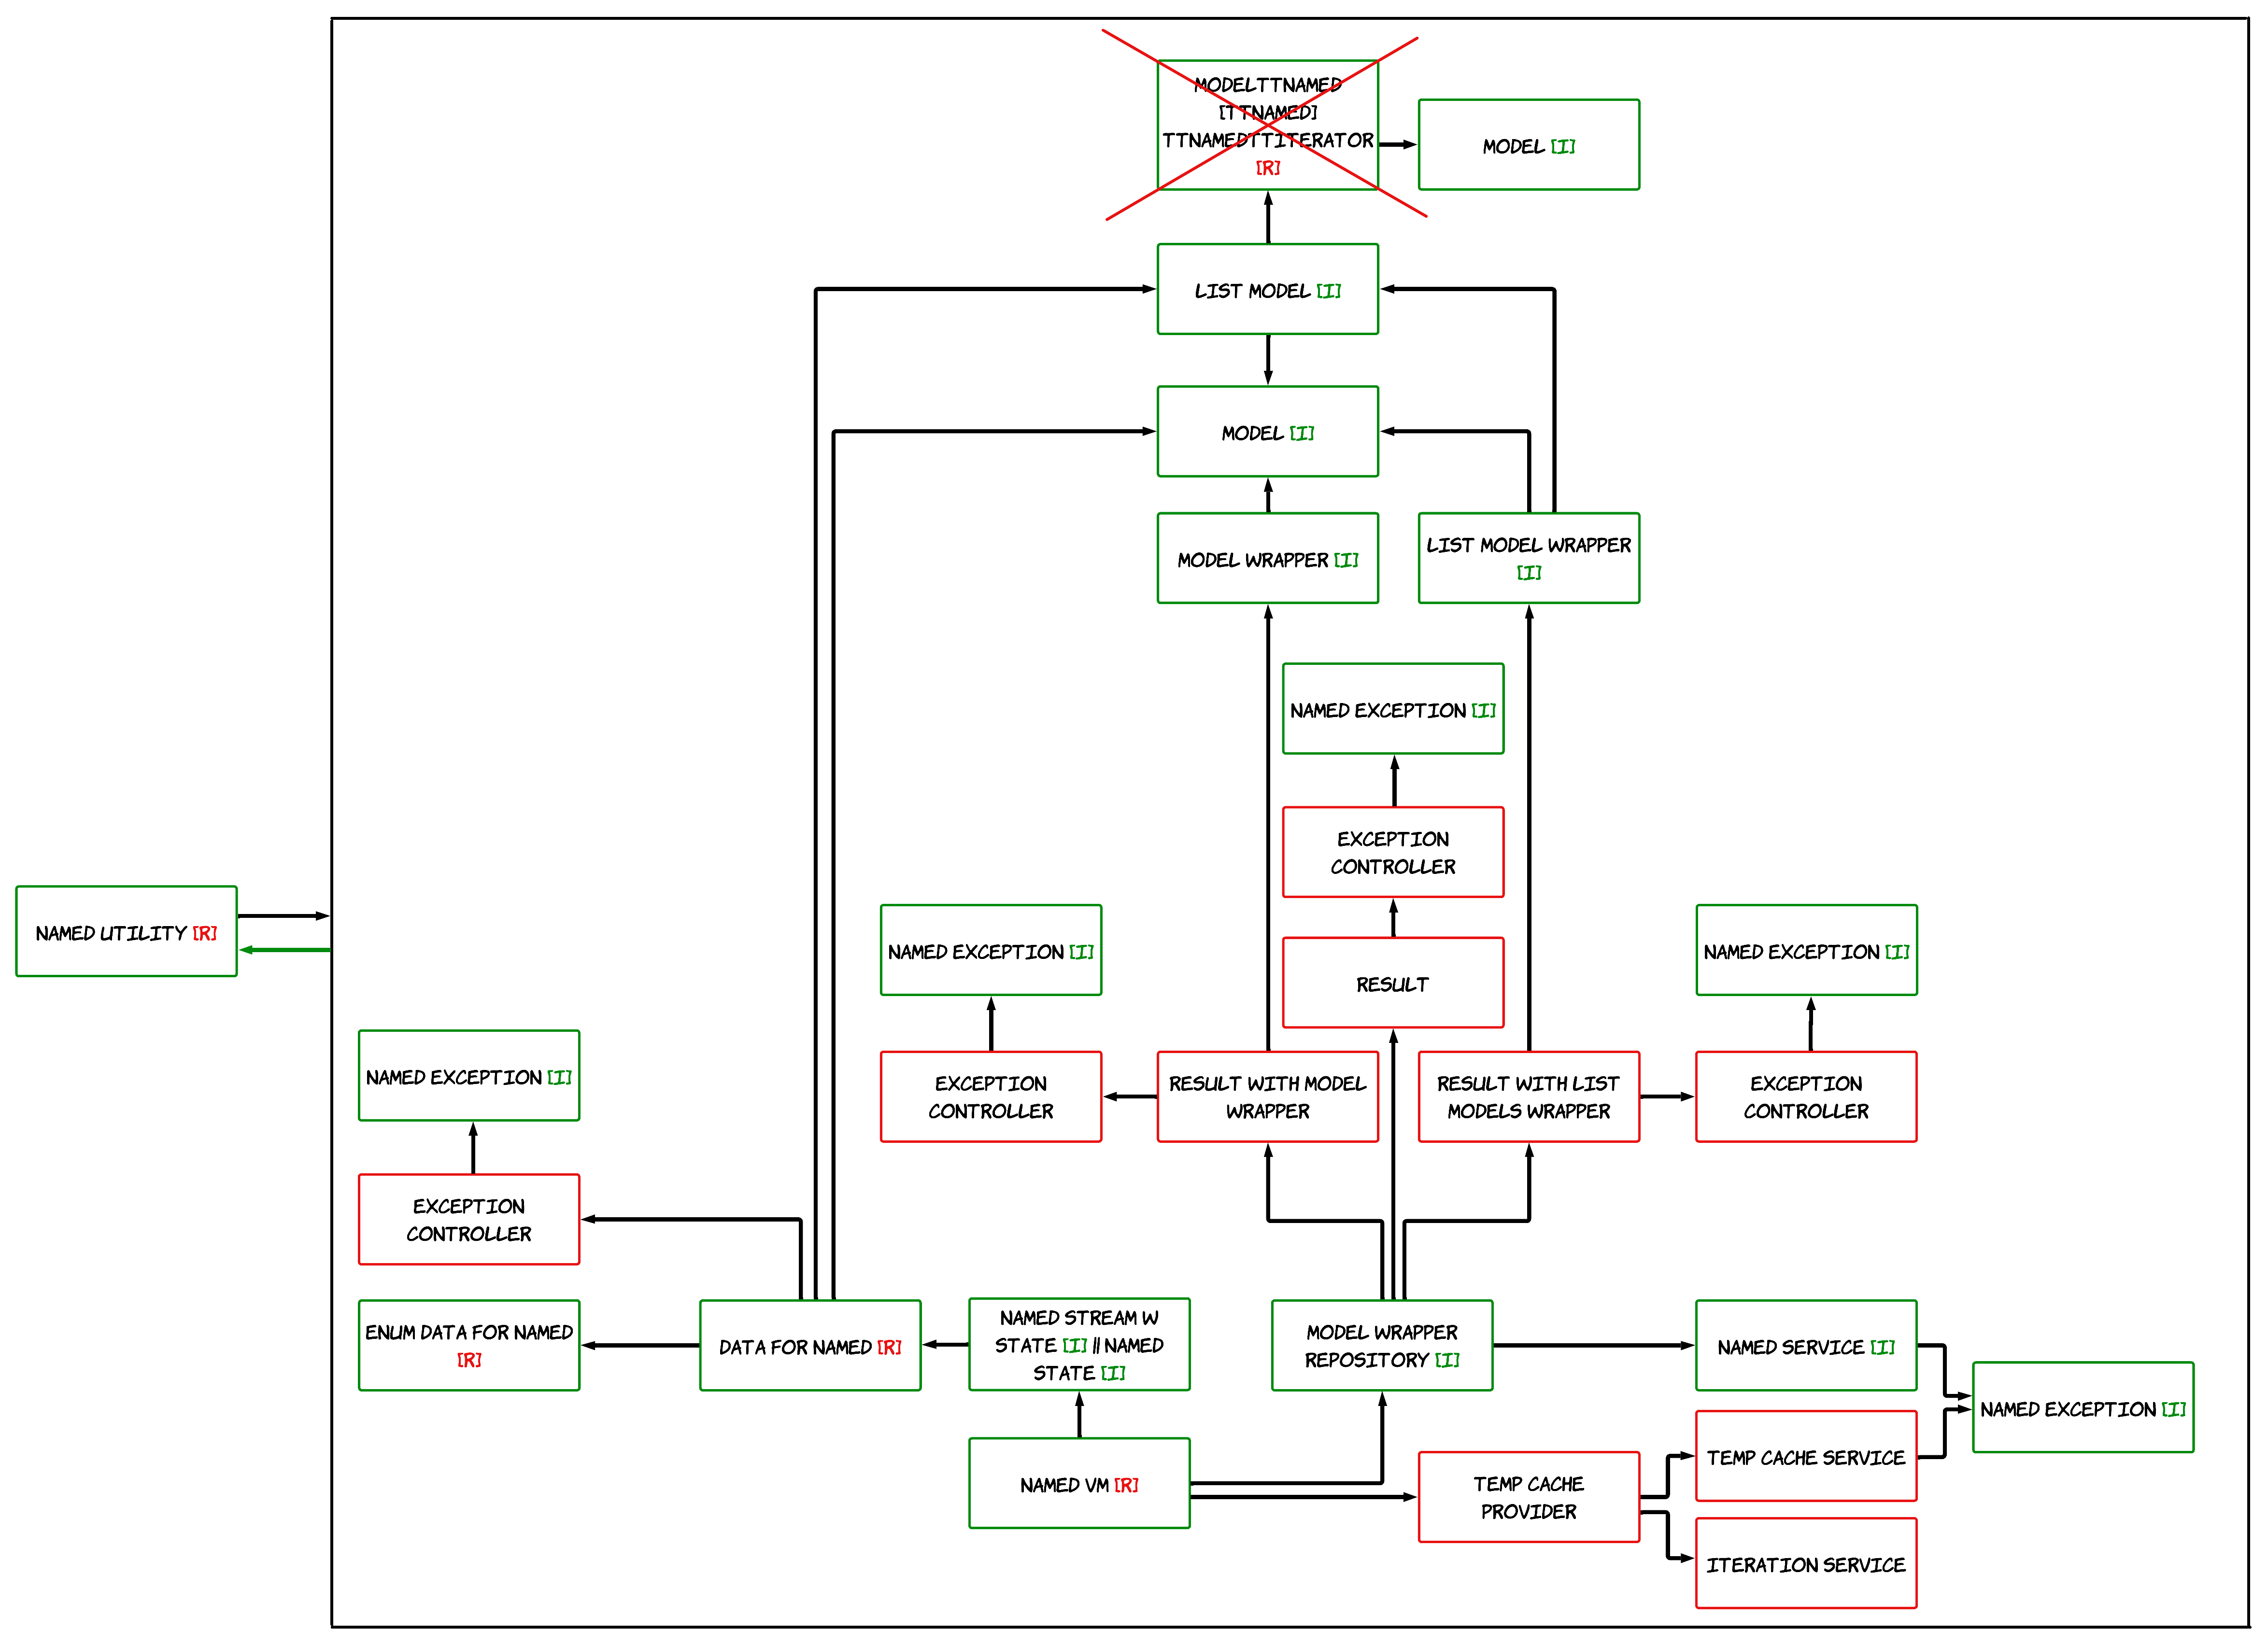 MODELTTNAMED
[TTNAMED]
TTNAMEDTTITERATOR
[R]
MODEL [I]
LIST MODEL [I]
MODEL [I]
MODEL WRAPPER [I]
LIST MODEL WRAPPER
[I]
NAMED EXCEPTION [I]
EXCEPTION
CONTROLLER
RESULT
NAMED UTILITY [R]
NAMED EXCEPTION [I]
NAMED EXCEPTION [I]
NAMED EXCEPTION [I]
EXCEPTION
CONTROLLER
RESULT WITH MODEL
WRAPPER
RESULT WITH LIST
MODELS WRAPPER
EXCEPTION
CONTROLLER
EXCEPTION
CONTROLLER
ENUM DATA FOR NAMED
[R]
DATA FOR NAMED [R]
NAMED STREAM W
STATE [I] // NAMED
STATE [I]
MODEL WRAPPER
REPOSITORY [I]
NAMED SERVICE [I]
NAMED EXCEPTION [I]
NAMED VM [R]
TEMP CACHE
PROVIDER
TEMP CACHE SERVICE
ITERATION SERVICE